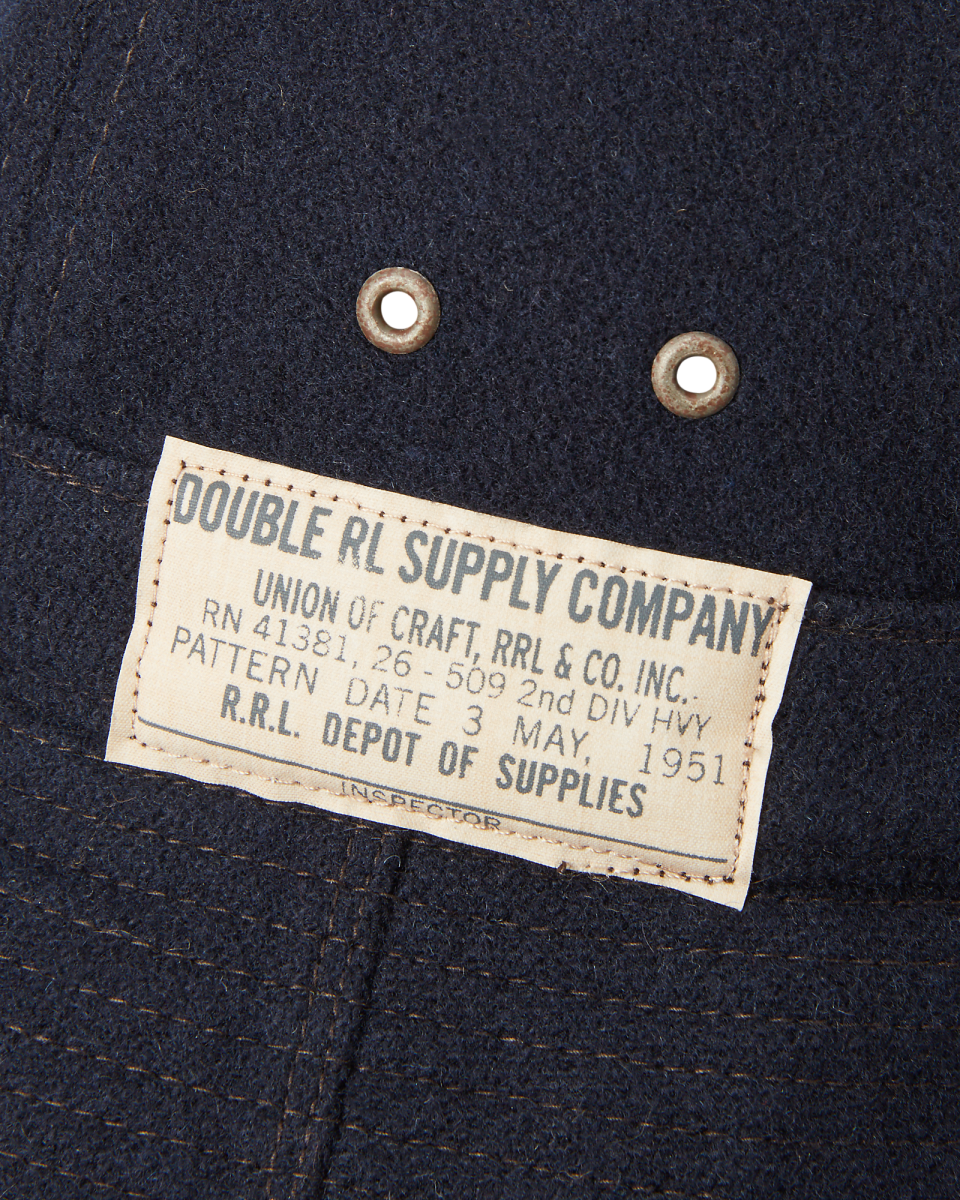 DOUBLE RL SUPPLY COMPANY
UNION OF CRAFT, RRL & CO. INC.
RN 41381, 26 - 509 2nd DIV HVY
PATTERN DATE 3 MAY, 1951
R.R.L. DEPOT OF SUPPLIES
INSPECTOR